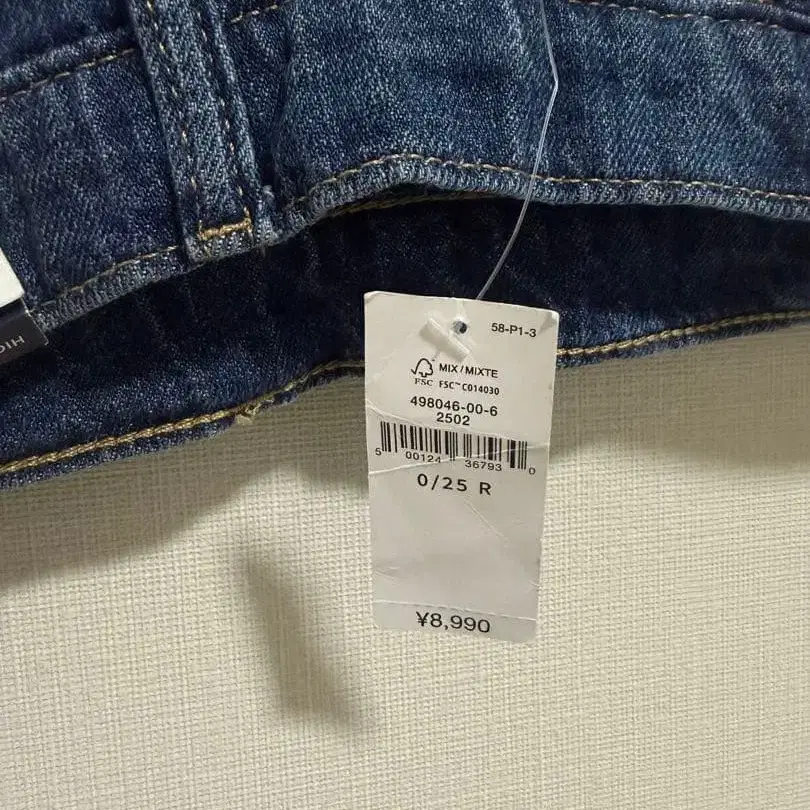 58-P1-3
MIX/MIXTE
FSC FSC™ C014030
498046-00-6
2502
5 00124 36793 0
0/25 R
¥8,990
HIG